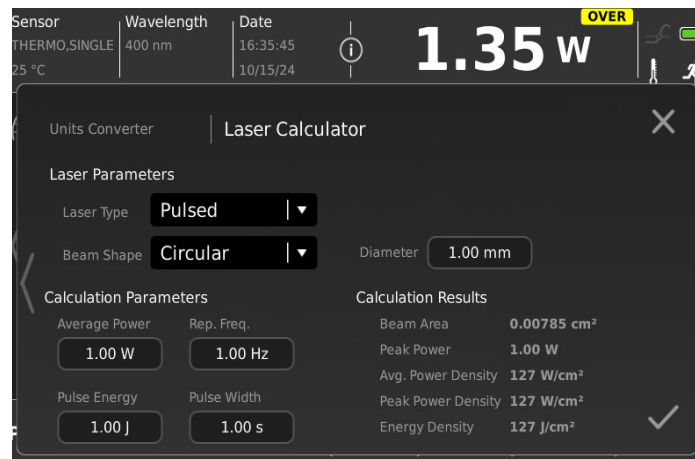 Sensor Wavelength Date OVER
THERMO,SINGLE 400 nm 16:35:45 i 1.35 W
25 °C 10/15/24
Units Converter Laser Calculator
Laser Parameters
Laser Type Pulsed
Beam Shape Circular Diameter 1.00 mm
Calculation Parameters Calculation Results
Average Power Rep. Freq. Beam Area 0.00785 cm²
1.00 W 1.00 Hz Peak Power 1.00 W
Avg. Power Density 127 W/cm²
Pulse Energy Pulse Width Peak Power Density 127 W/cm²
1.00 J 1.00 s Energy Density 127 J/cm²